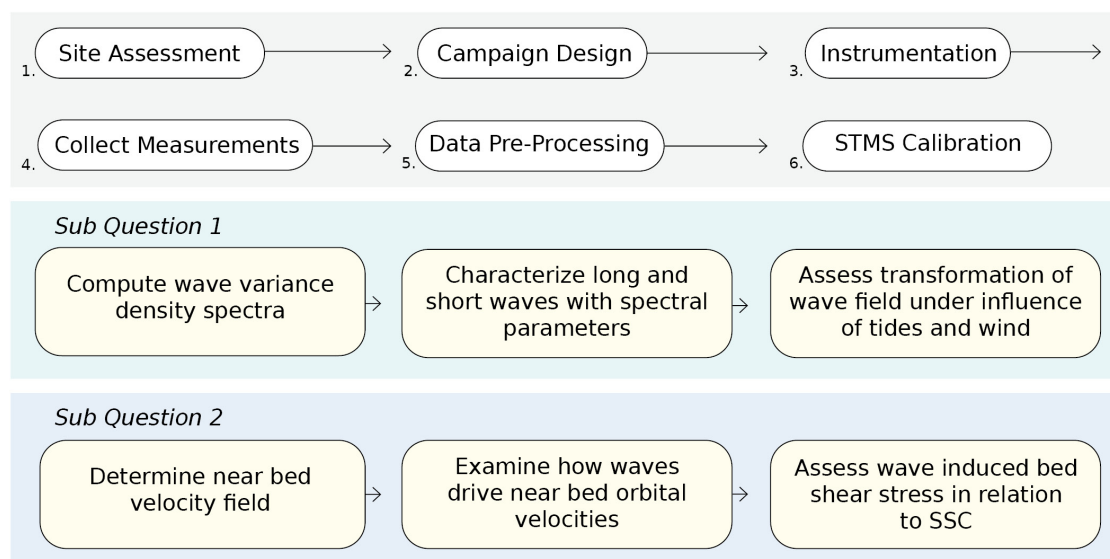 1. Site Assessment
2. Campaign Design
3. Instrumentation
4. Collect Measurements
5. Data Pre-Processing
6. STMS Calibration
Sub Question 1
Compute wave variance
density spectra
Characterize long and
short waves with spectral
parameters
Assess transformation of
wave field under influence
of tides and wind
Sub Question 2
Determine near bed
velocity field
Examine how waves
drive near bed orbital
velocities
Assess wave induced bed
shear stress in relation
to SSC